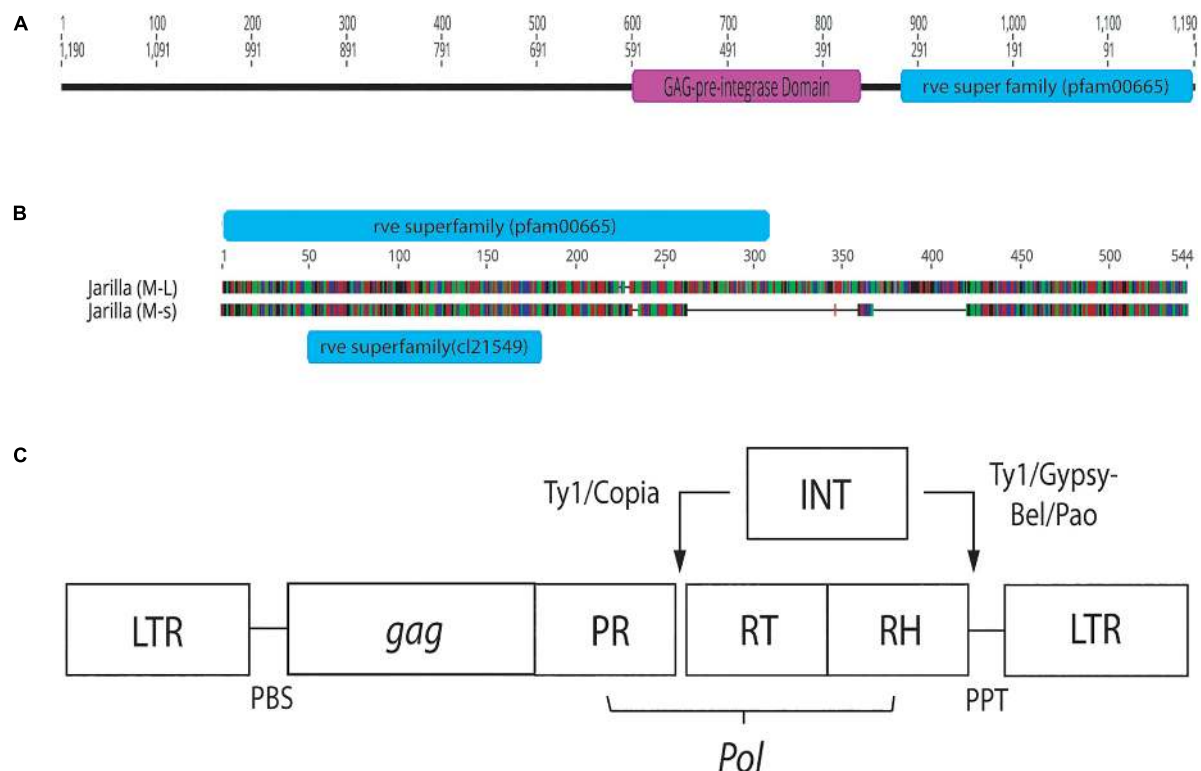 A
1 100 200 300 400 500 600 700 800 900 1,000 1,100 1,190
1,190 1,091 991 891 791 691 591 491 391 291 191 91 1
GAG-pre-integrase Domain
rve super family (pfam00665)
B
rve superfamily (pfam00665)
1 50 100 150 200 250 300 350 400 450 500 544
Jarilla (M-L)
Jarilla (M-s)
rve superfamily(cl21549)
C
Ty1/Copia
INT
Ty1/Gypsy-
Bel/Pao
LTR
gag
PR
RT
RH
LTR
PBS
PPT
Pol